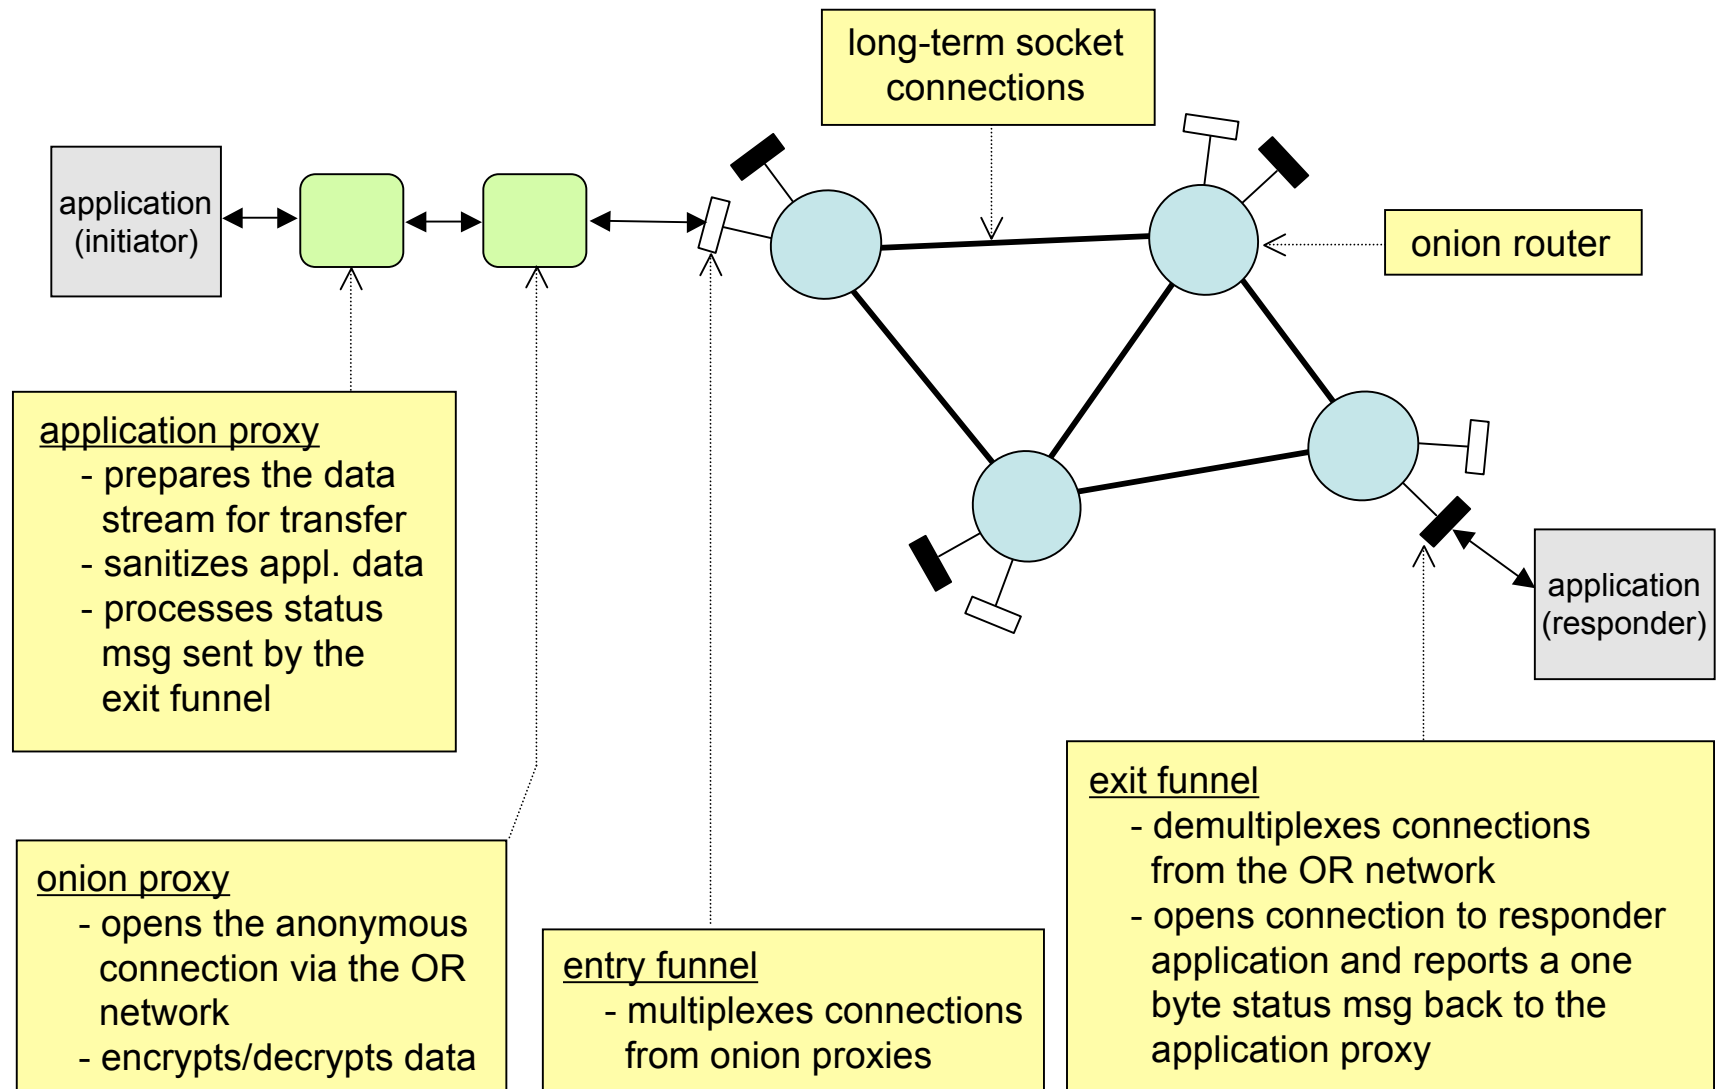 long-term socket
connections
application
(initiator)
onion router
application proxy
- prepares the data
stream for transfer
- sanitizes appl. data
- processes status
msg sent by the
exit funnel
application
(responder)
onion proxy
- opens the anonymous
connection via the OR
network
- encrypts/decrypts data
entry funnel
- multiplexes connections
from onion proxies
exit funnel
- demultiplexes connections
from the OR network
- opens connection to responder
application and reports a one
byte status msg back to the
application proxy